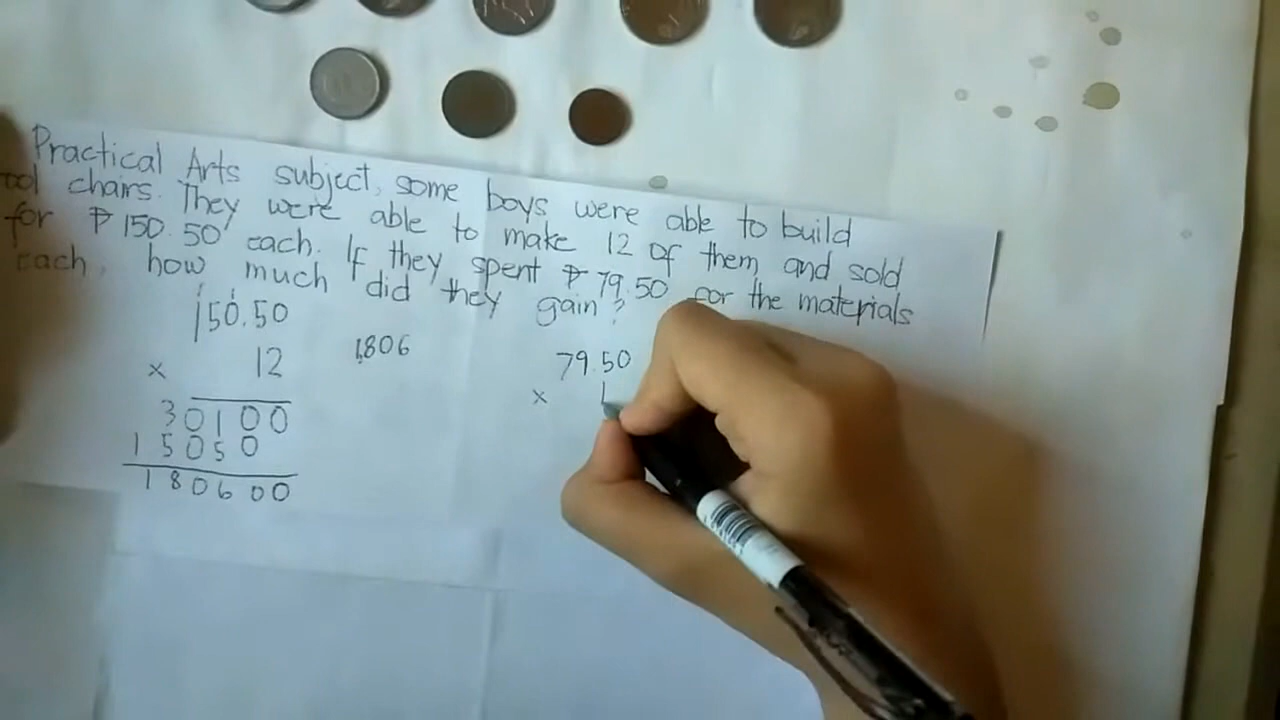 Practical Arts subject, some boys were able to build
chairs. They were able to make 12 of them and sold
for ₱150.50 each. If they spent ₱79.50 for the materials
each, how much did they gain?
150.50
x 12
30100
15050
180600
1,806
79.50
x 1